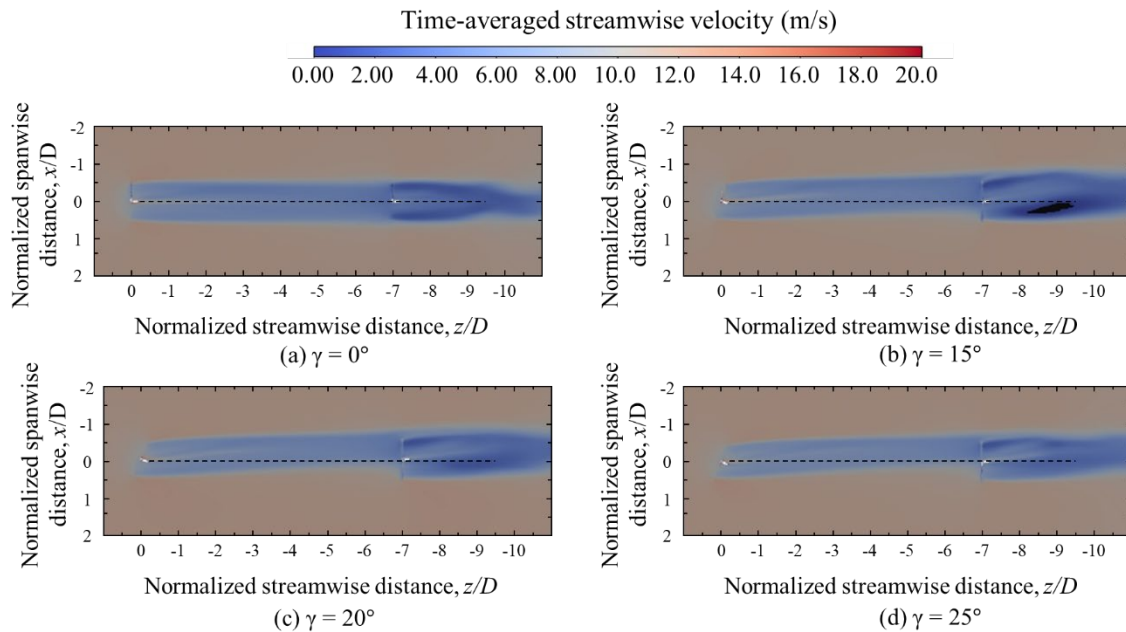 Time-averaged streamwise velocity (m/s)
0.00 2.00 4.00 6.00 8.00 10.0 12.0 14.0 16.0 18.0 20.0
Normalized spanwise
distance, x/D
-2
-1
0
1
2
0 -1 -2 -3 -4 -5 -6 -7 -8 -9 -10
Normalized streamwise distance, z/D
(a) γ = 0°
Normalized spanwise
distance, x/D
-2
-1
0
1
2
0 -1 -2 -3 -4 -5 -6 -7 -8 -9 -10
Normalized streamwise distance, z/D
(b) γ = 15°
Normalized spanwise
distance, x/D
-2
-1
0
1
2
0 -1 -2 -3 -4 -5 -6 -7 -8 -9 -10
Normalized streamwise distance, z/D
(c) γ = 20°
Normalized spanwise
distance, x/D
-2
-1
0
1
2
0 -1 -2 -3 -4 -5 -6 -7 -8 -9 -10
Normalized streamwise distance, z/D
(d) γ = 25°